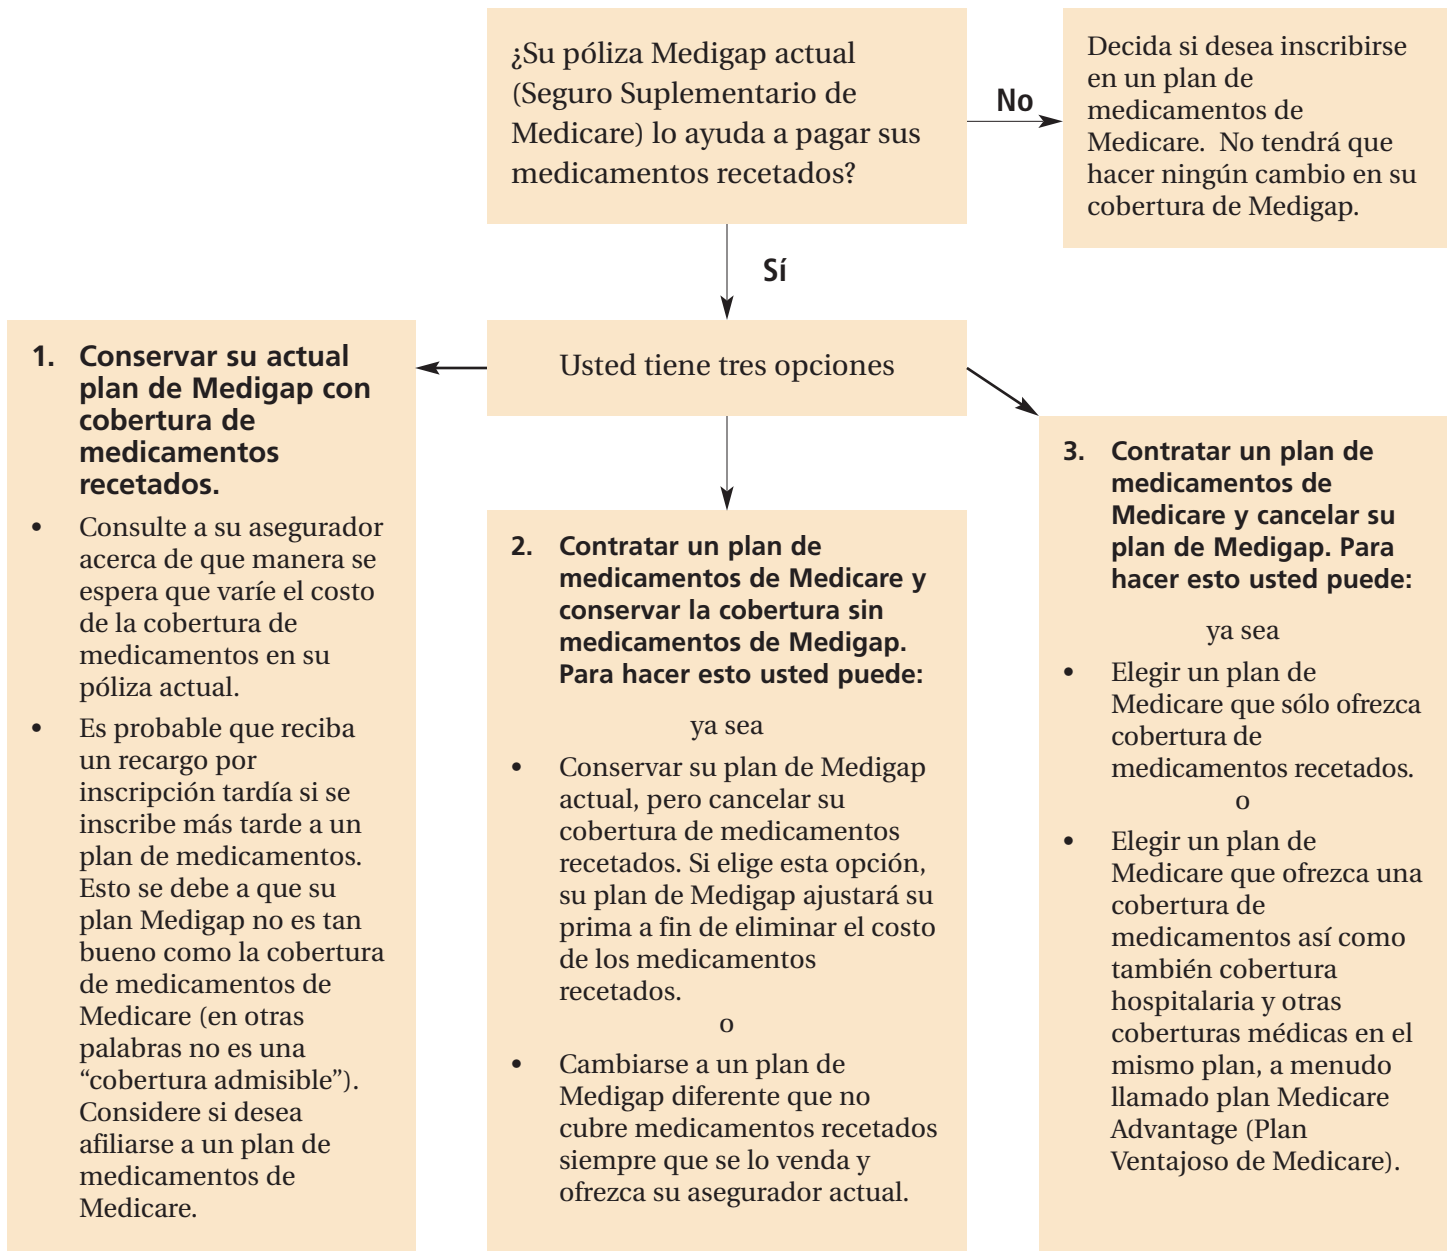 ¿Su póliza Medigap actual
(Seguro Suplementario de
Medicare) lo ayuda a pagar sus
medicamentos recetados?
No
Decida si desea inscribirse
en un plan de
medicamentos de
Medicare.  No tendrá que
hacer ningún cambio en su
cobertura de Medigap.
Sí
Usted tiene tres opciones
1. Conservar su actual
plan de Medigap con
cobertura de
medicamentos
recetados.
• Consulte a su asegurador
acerca de que manera se
espera que varíe el costo
de la cobertura de
medicamentos en su
póliza actual.
• Es probable que reciba
un recargo por
inscripción tardía si se
inscribe más tarde a un
plan de medicamentos.
Esto se debe a que su
plan Medigap no es tan
bueno como la cobertura
de medicamentos de
Medicare (en otras
palabras no es una
“cobertura admisible”).
Considere si desea
afiliarse a un plan de
medicamentos de
Medicare.
2. Contratar un plan de
medicamentos de Medicare y
conservar la cobertura sin
medicamentos de Medigap.
Para hacer esto usted puede:
ya sea
• Conservar su plan de Medigap
actual, pero cancelar su
cobertura de medicamentos
recetados. Si elige esta opción,
su plan de Medigap ajustará su
prima a fin de eliminar el costo
de los medicamentos
recetados.
o
• Cambiarse a un plan de
Medigap diferente que no
cubre medicamentos recetados
siempre que se lo venda y
ofrezca su asegurador actual.
3. Contratar un plan de
medicamentos de
Medicare y cancelar su
plan de Medigap. Para
hacer esto usted puede:
ya sea
• Elegir un plan de
Medicare que sólo ofrezca
cobertura de
medicamentos recetados.
o
• Elegir un plan de
Medicare que ofrezca una
cobertura de
medicamentos así como
también cobertura
hospitalaria y otras
coberturas médicas en el
mismo plan, a menudo
llamado plan Medicare
Advantage (Plan
Ventajoso de Medicare).